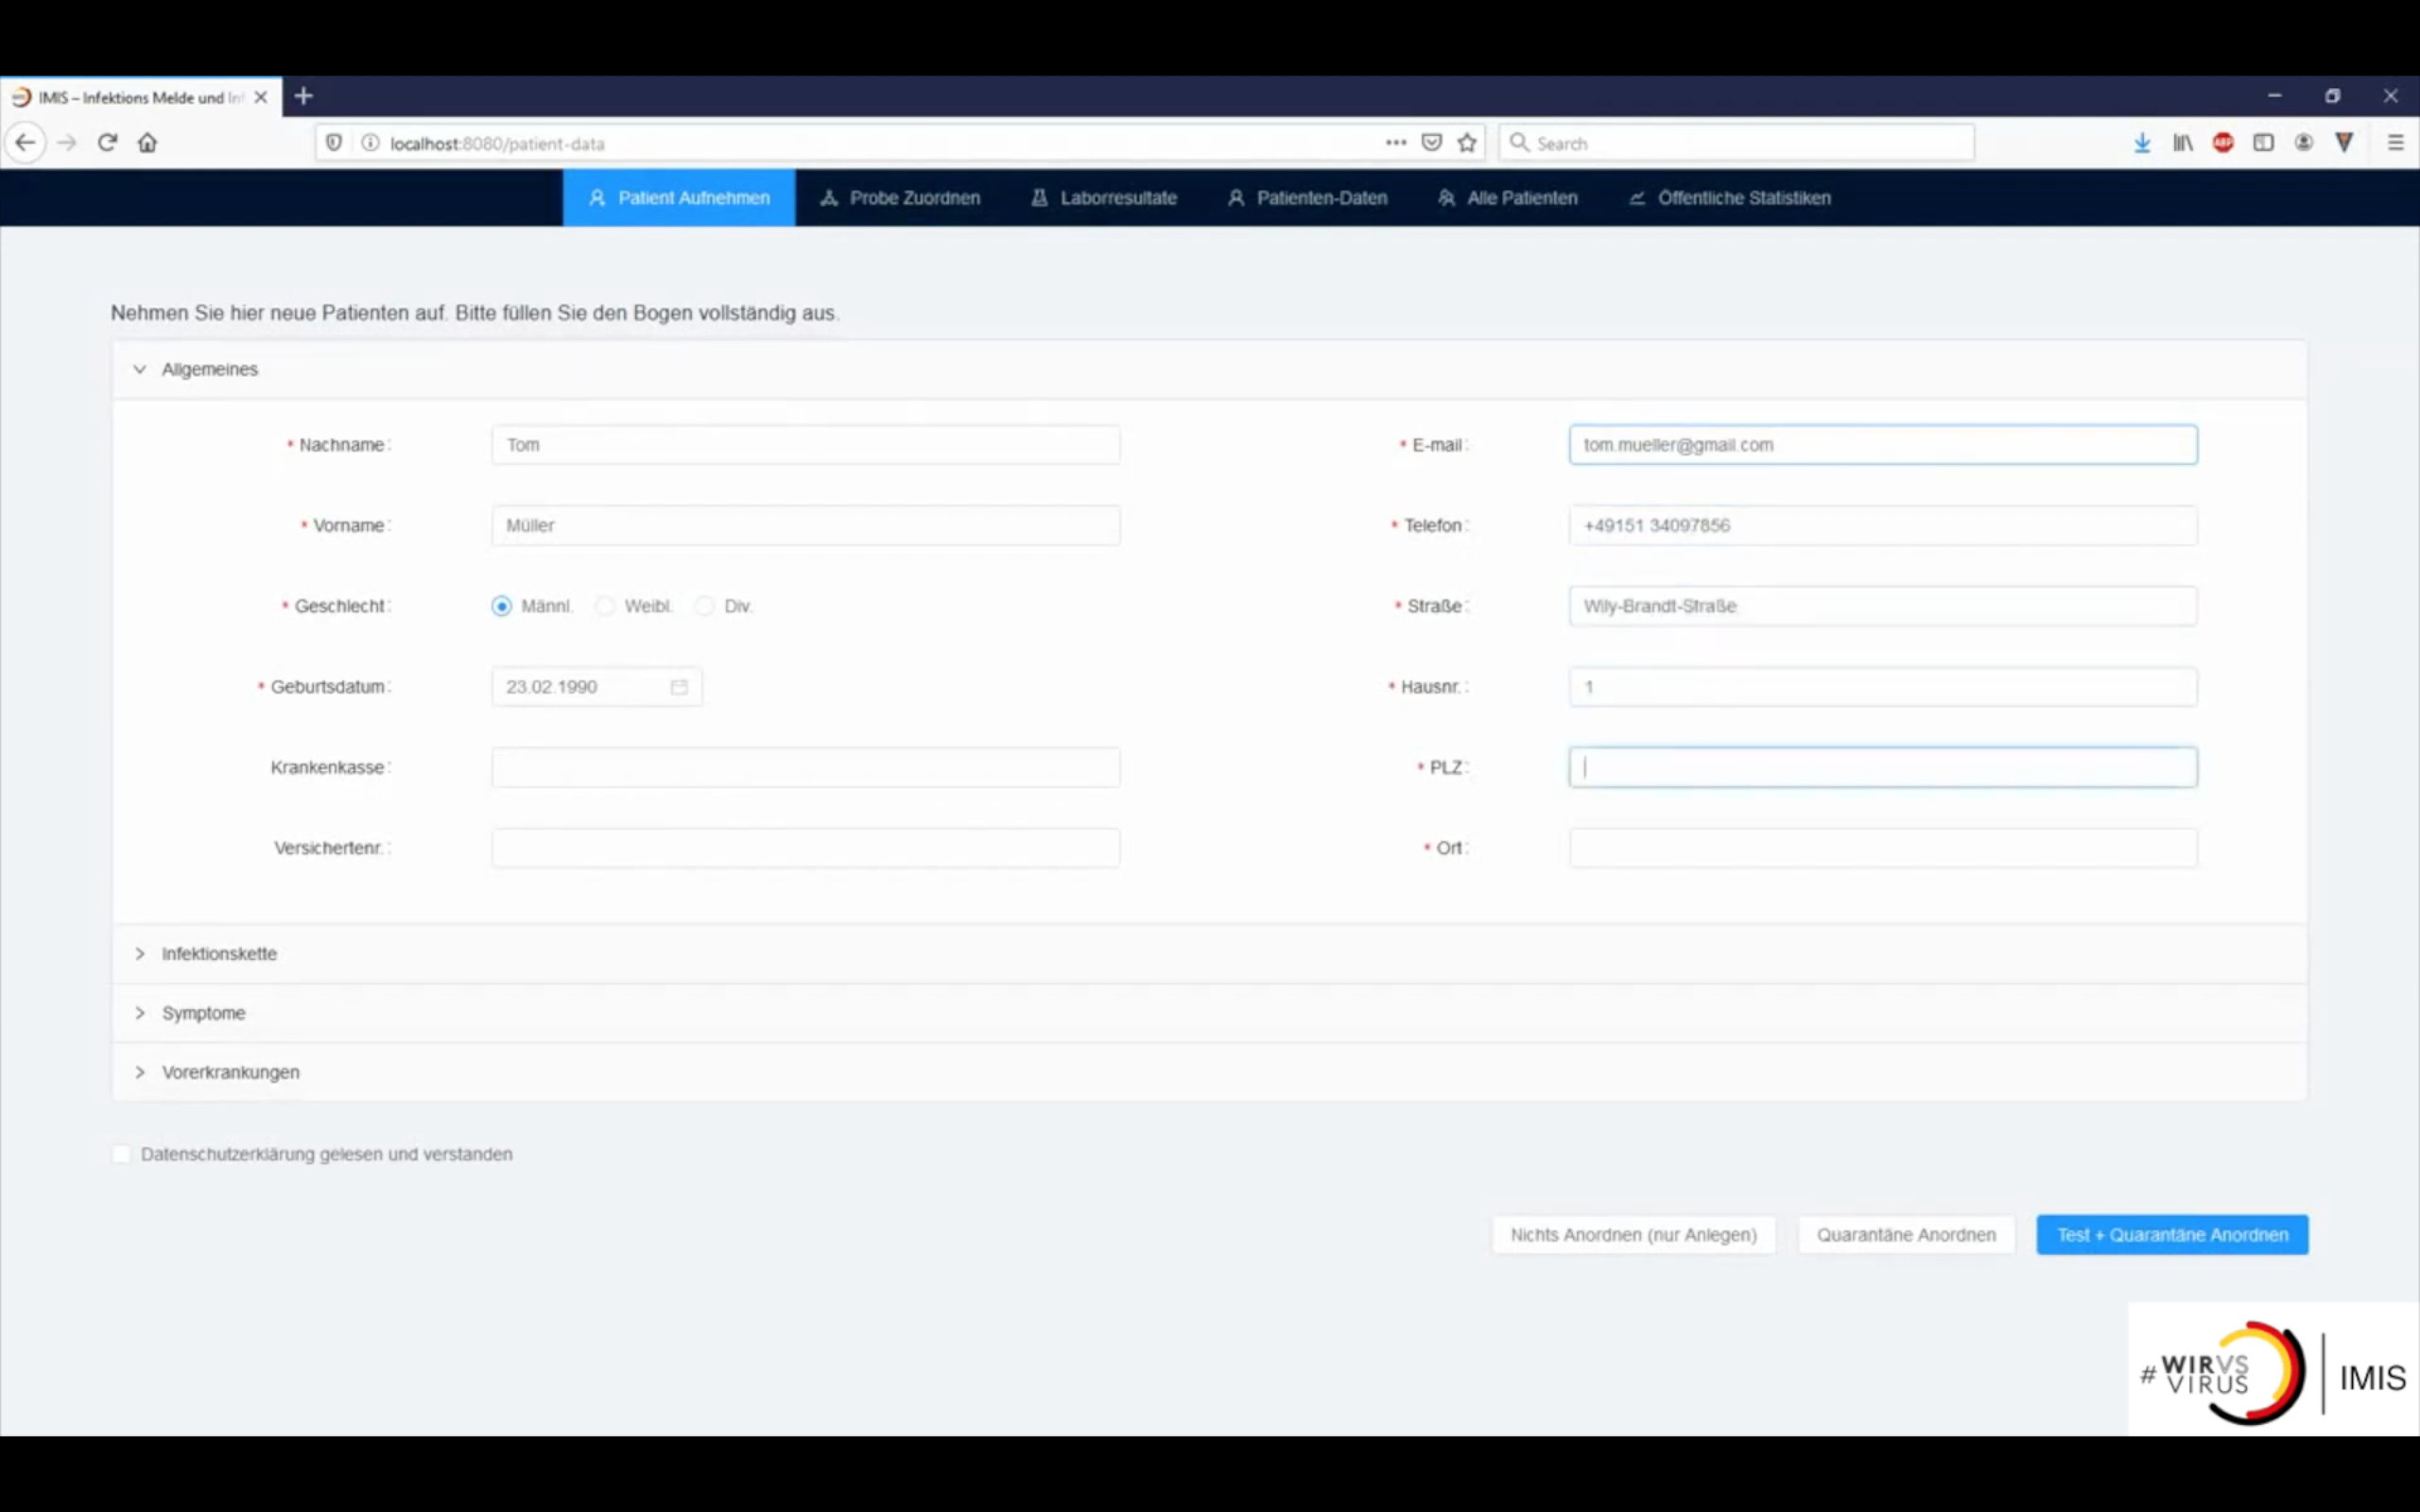 IMIS – Infektions Melde und Inf
localhost:8080/patient-data
Search
Patient Aufnehmen
Probe Zuordnen
Laborresultate
Patienten-Daten
Alle Patienten
Öffentliche Statistiken
Nehmen Sie hier neue Patienten auf. Bitte füllen Sie den Bogen vollständig aus.
Allgemeines
* Nachname: Tom
* E-mail: tom.mueller@gmail.com
* Vorname: Müller
* Telefon: +49151 34097856
* Geschlecht: Männl. Weibl. Div.
* Straße: Wily-Brandt-Straße
* Geburtsdatum: 23.02.1990
* Hausnr.: 1
Krankenkasse:
* PLZ:
Versichertenr.:
* Ort:
Infektionskette
Symptome
Vorerkrankungen
Datenschutzerklärung gelesen und verstanden
Nichts Anordnen (nur Anlegen)
Quarantäne Anordnen
Test + Quarantäne Anordnen
#WIRVS
VIRUS
IMIS
ABP